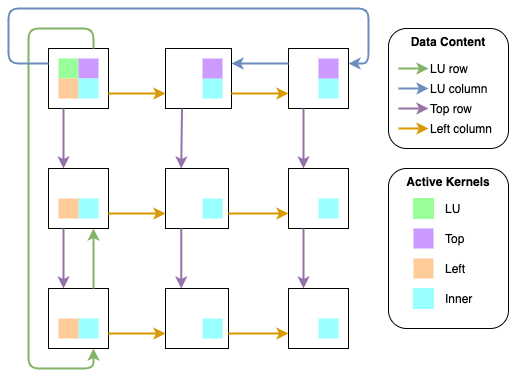 Data Content
LU row
LU column
Top row
Left column
Active Kernels
LU
Top
Left
Inner